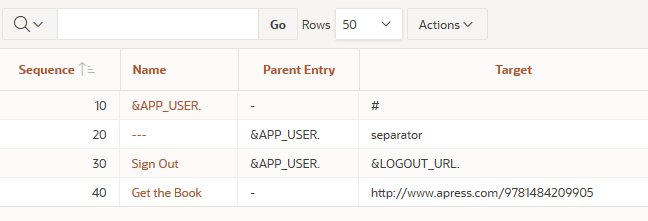 Go Rows 50 Actions
Sequence Name Parent Entry Target
10 &APP_USER. - #
20 --- &APP_USER. separator
30 Sign Out &APP_USER. &LOGOUT_URL.
40 Get the Book - http://www.apress.com/9781484209905